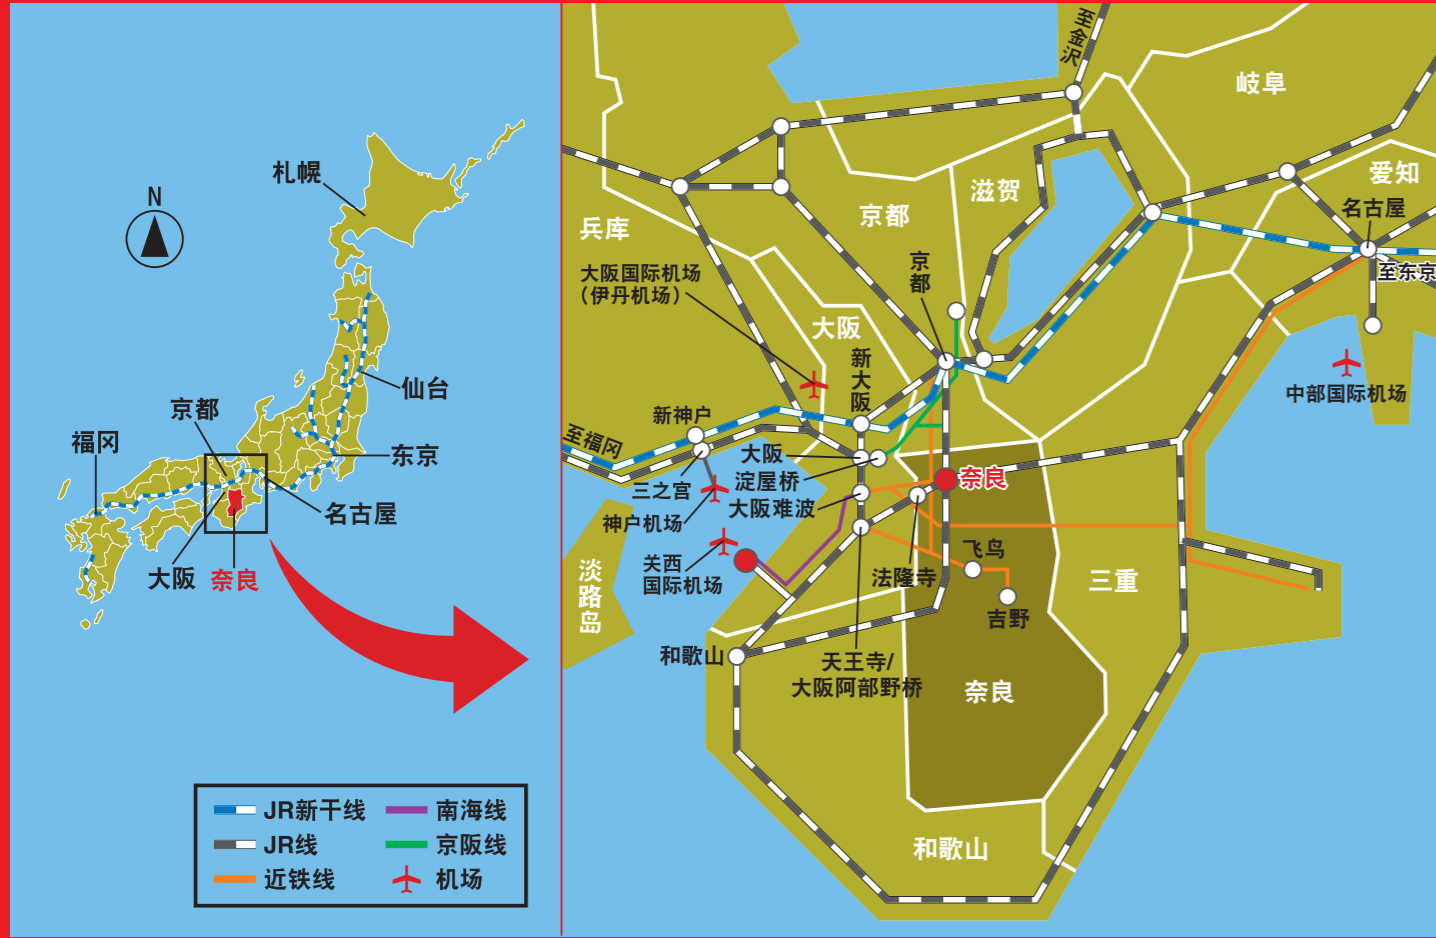 N
札幌
仙台
京都
福冈
东京
名古屋
大阪
奈良
JR新干线
JR线
近铁线
南海线
京阪线
机场
至金沢
岐阜
爱知
名古屋
至东京
滋贺
京都
兵库
京都
大阪国际机场
(伊丹机场)
大阪
新大阪
中部国际机场
新神户
至福冈
大阪
淀屋桥
大阪难波
三之宫
神户机场
奈良
关西
国际机场
淡路岛
飞鸟
法隆寺
吉野
三重
和歌山
天王寺/
大阪阿部野桥
奈良
和歌山